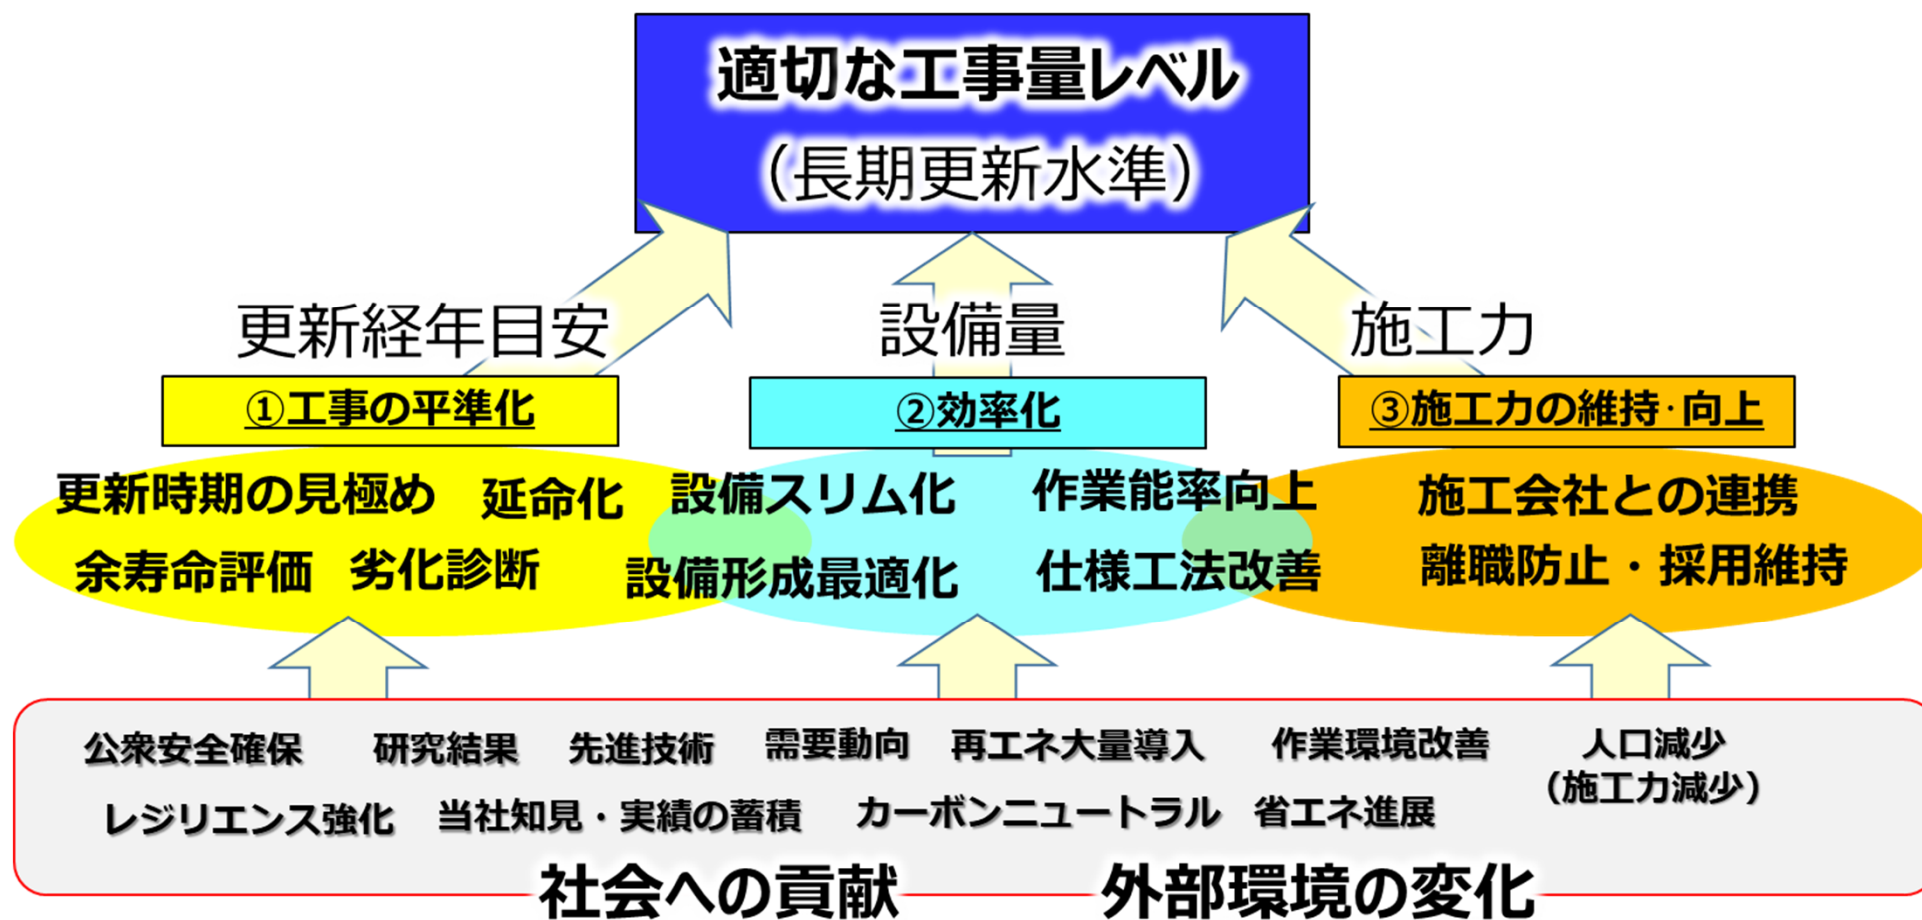 適切な工事量レベル
（長期更新水準）
更新経年目安
設備量
施工力
①工事の平準化
②効率化
③施工力の維持･向上
更新時期の見極め
延命化
設備スリム化
作業能率向上
施工会社との連携
余寿命評価
劣化診断
設備形成最適化
仕様工法改善
離職防止・採用維持
公衆安全確保
研究結果
先進技術
需要動向
再エネ大量導入
作業環境改善
人口減少
（施工力減少）
レジリエンス強化
当社知見・実績の蓄積
カーボンニュートラル
省エネ進展
社会への貢献
外部環境の変化